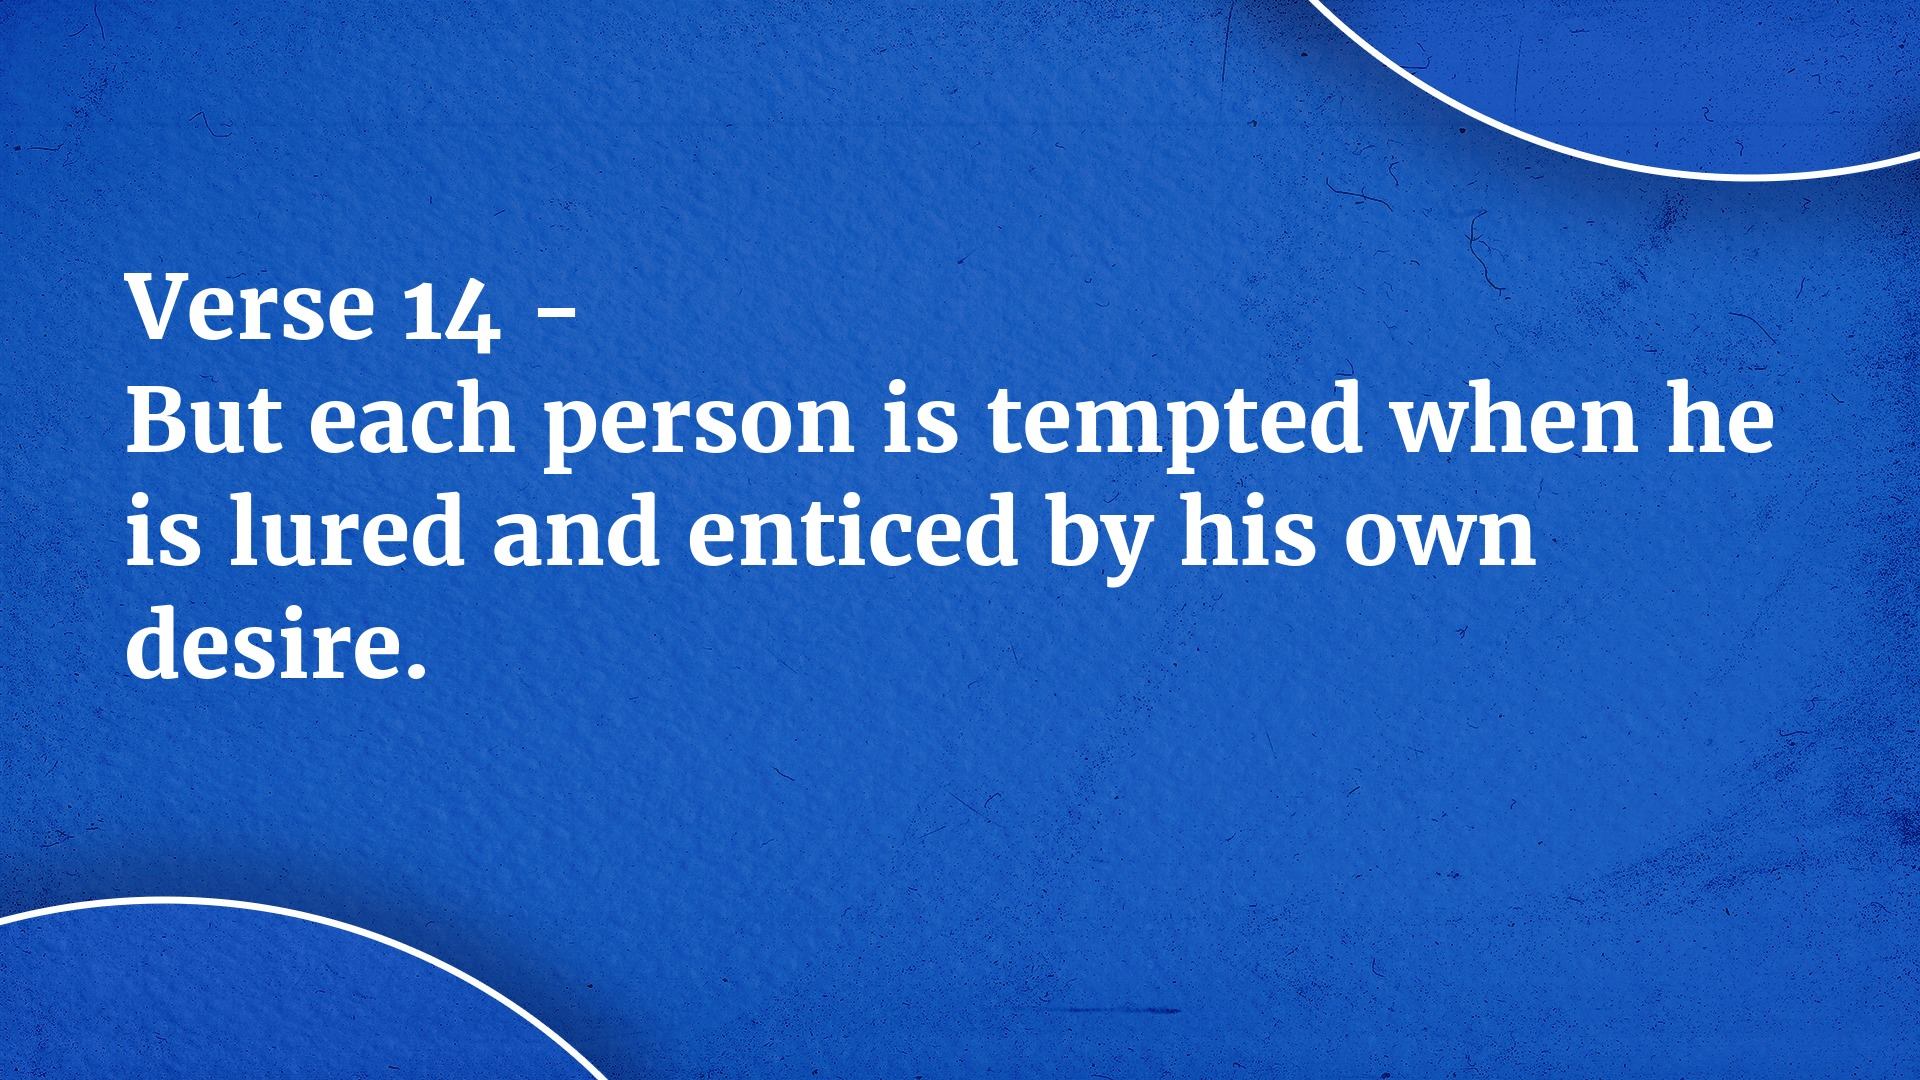 Verse 14 -
But each person is tempted when he
is lured and enticed by his own
desire.